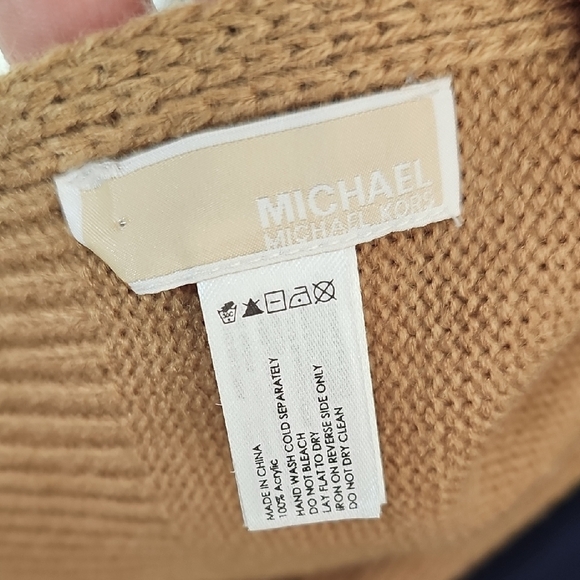 MICHAEL
MICHAEL KORS
MADE IN CHINA
100% Acrylic
HAND WASH COLD SEPARATELY
DO NOT BLEACH
LAY FLAT TO DRY
IRON ON REVERSE SIDE ONLY
DO NOT DRY CLEAN